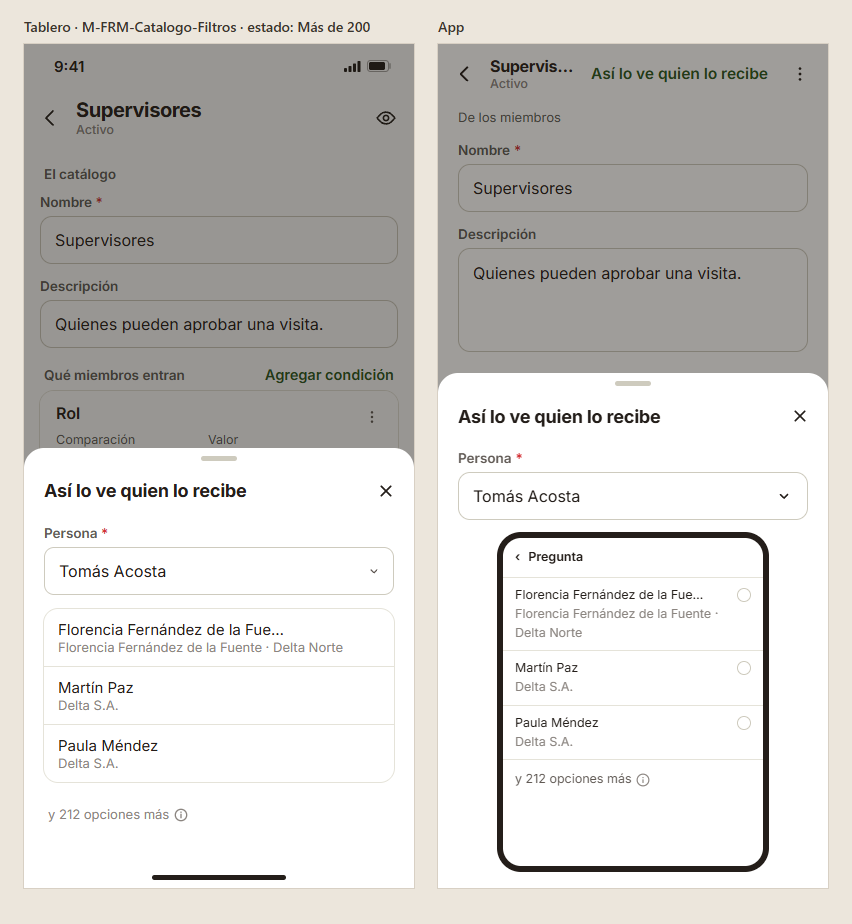 Tablero · M-FRM-Catalogo-Filtros · estado: Más de 200
9:41
Supervisores
Activo
El catálogo
Nombre *
Supervisores
Descripción
Quienes pueden aprobar una visita.
Qué miembros entran
Agregar condición
Rol
Comparación
Valor
Así lo ve quien lo recibe
Persona *
Tomás Acosta
Florencia Fernández de la Fue...
Florencia Fernández de la Fuente · Delta Norte
Martín Paz
Delta S.A.
Paula Méndez
Delta S.A.
y 212 opciones más
App
Supervis...
Activo
Así lo ve quien lo recibe
De los miembros
Nombre *
Supervisores
Descripción
Quienes pueden aprobar una visita.
Así lo ve quien lo recibe
Persona *
Tomás Acosta
Pregunta
Florencia Fernández de la Fue...
Florencia Fernández de la Fuente ·
Delta Norte
Martín Paz
Delta S.A.
Paula Méndez
Delta S.A.
y 212 opciones más